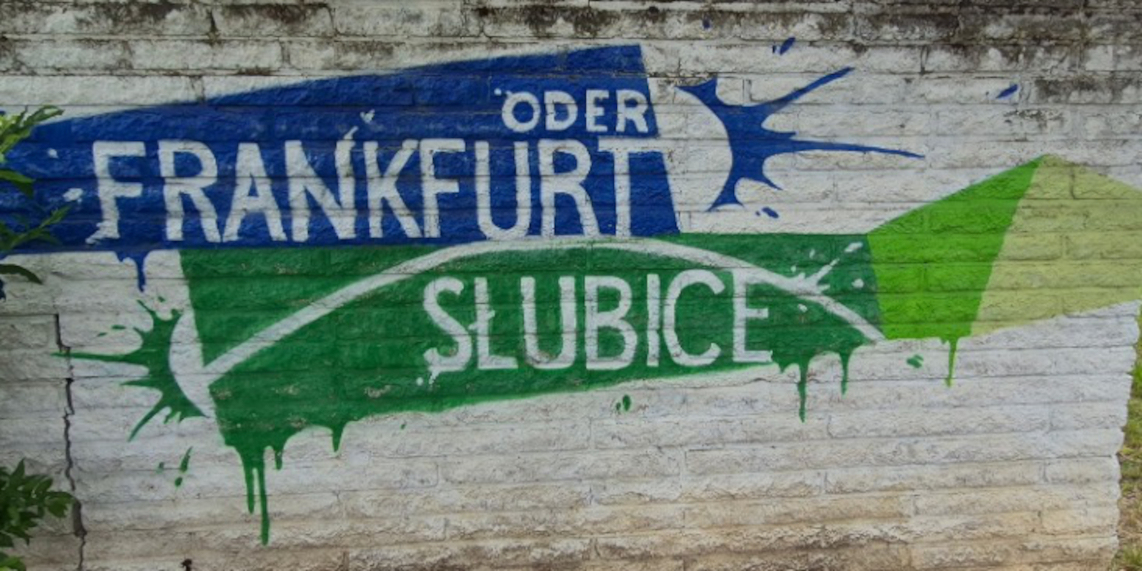 ODER
FRANKFURT
SŁUBICE